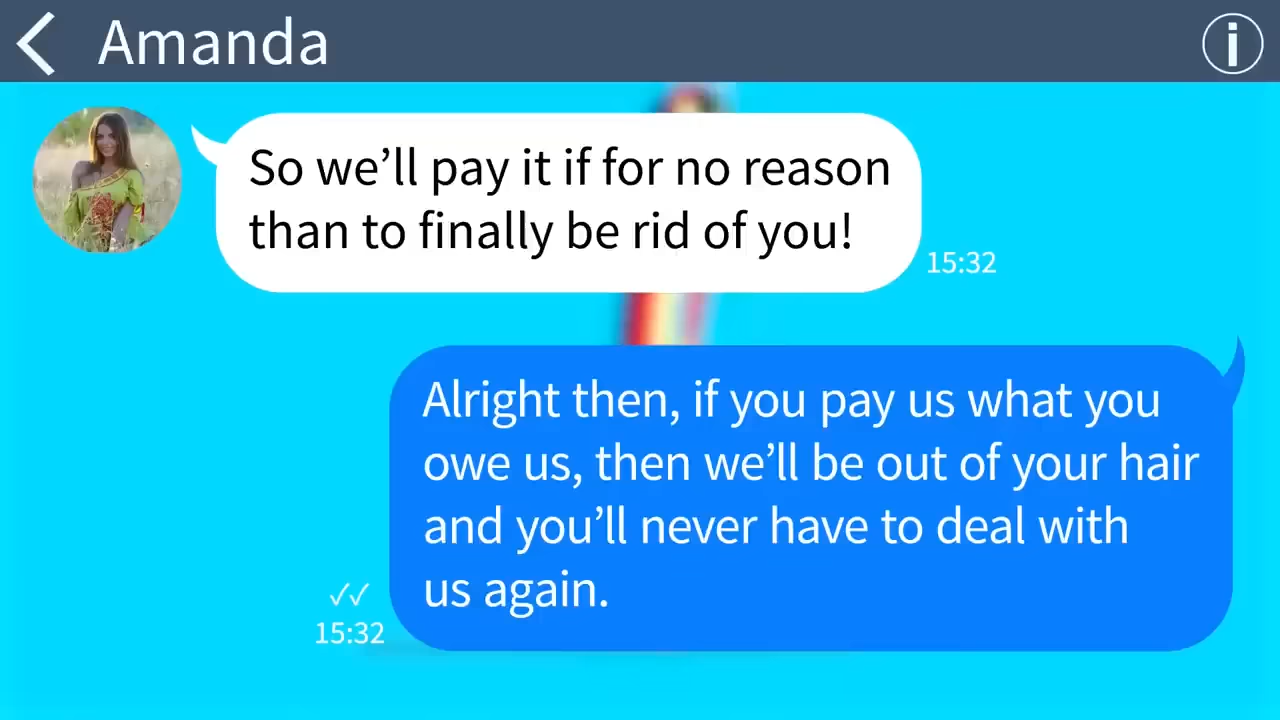 Amanda
So we’ll pay it if for no reason
than to finally be rid of you!
15:32
Alright then, if you pay us what you
owe us, then we’ll be out of your hair
and you’ll never have to deal with
us again.
15:32